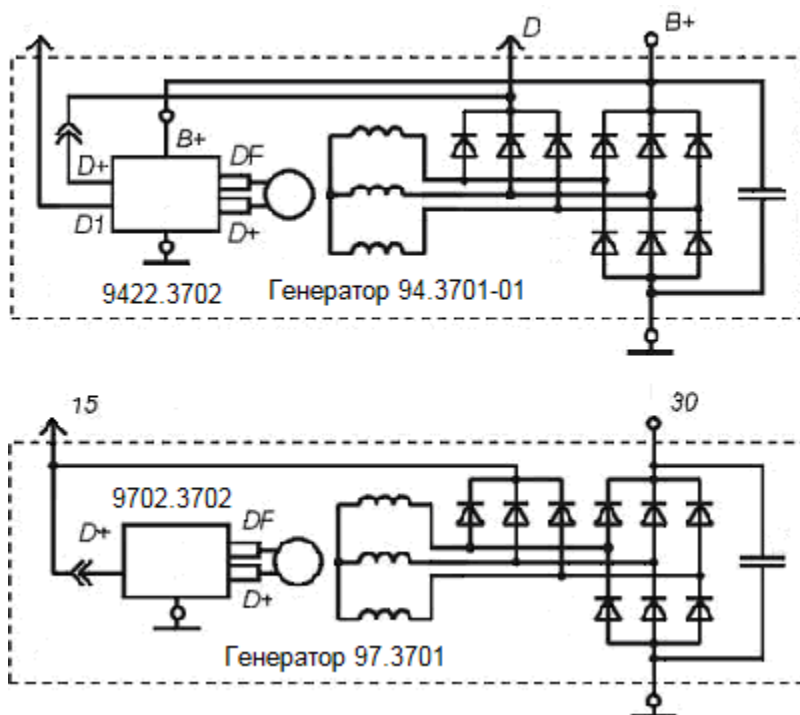 D B+
D+ B+ DF
D1 D+
9422.3702 Генератор 94.3701-01
15 30
9702.3702
D+ DF
D+
Генератор 97.3701